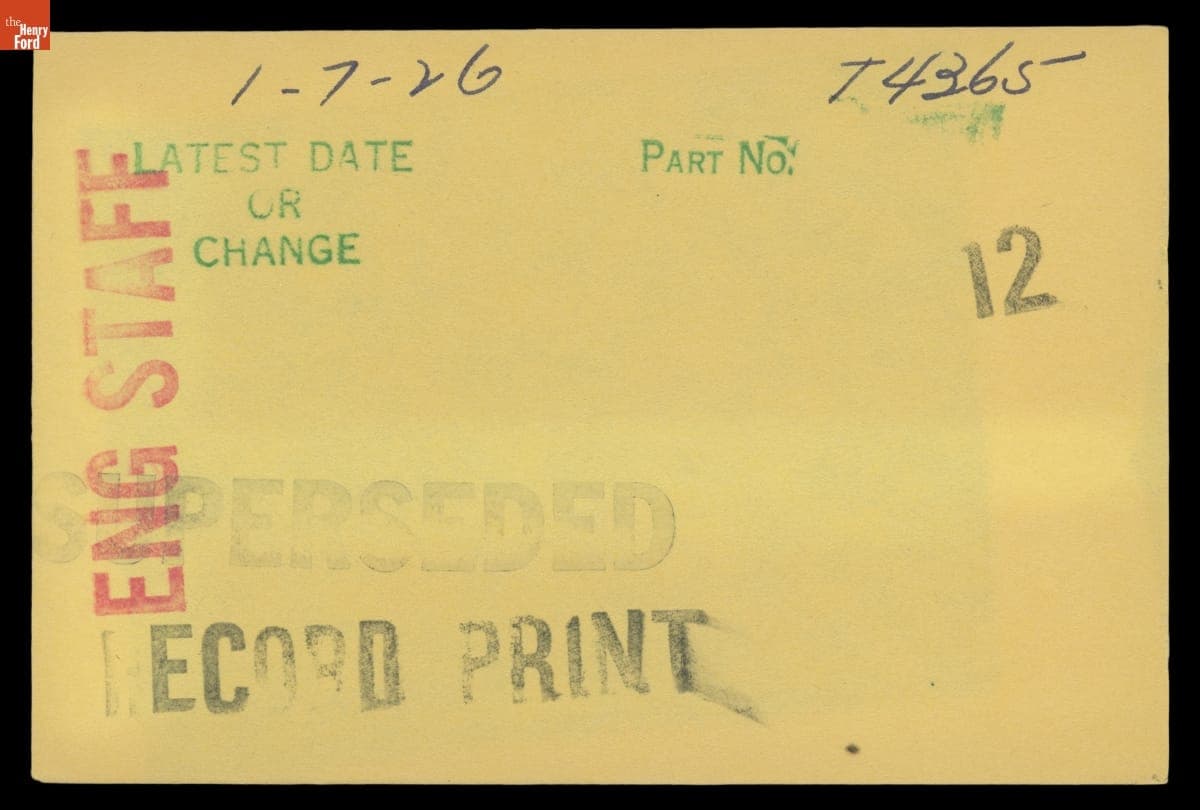 the
Henry
Ford
1-7-26
T4365
LATEST DATE
OR
CHANGE
PART NO.
12
ENG STAFF
SUPERSEDED
RECORD PRINT